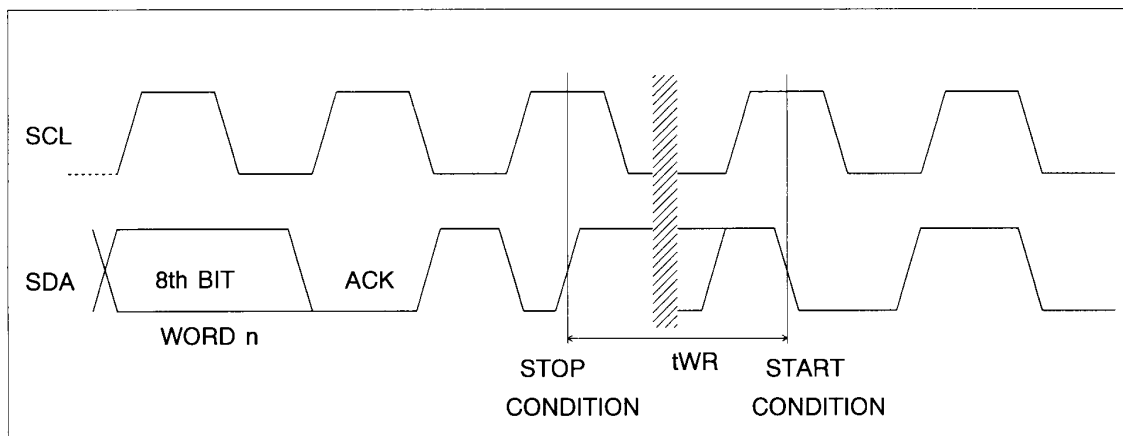 SCL
SDA
8th BIT
ACK
WORD n
tWR
STOP
CONDITION
START
CONDITION